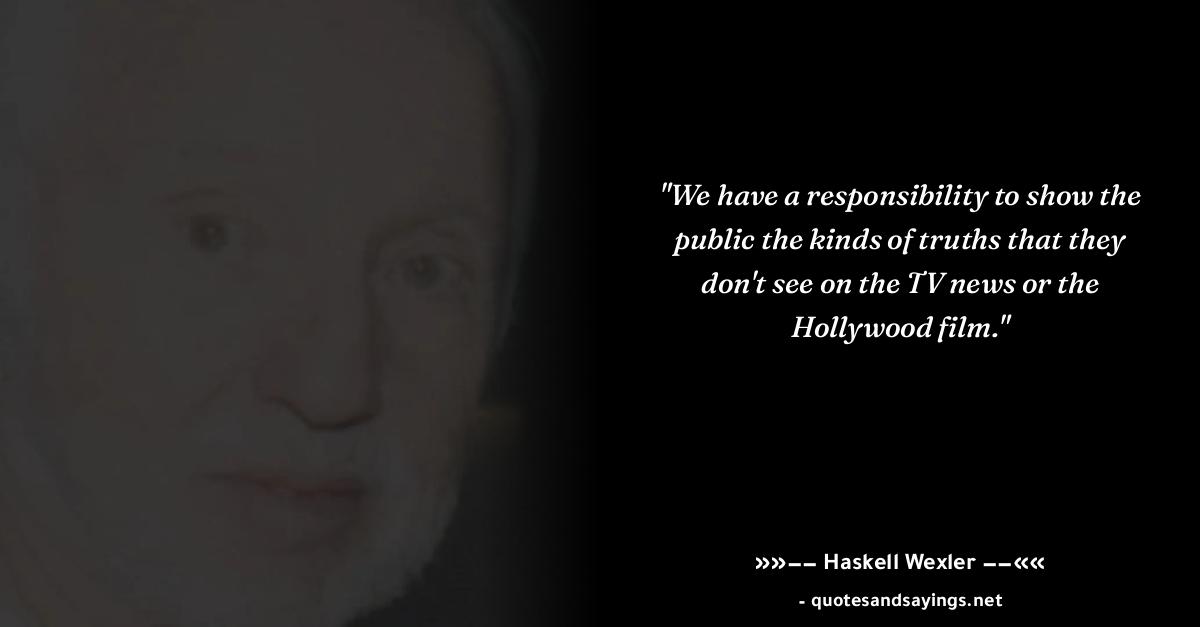 "We have a responsibility to show the
public the kinds of truths that they
don't see on the TV news or the
Hollywood film."
»»–– Haskell Wexler ––««
- quotesandsayings.net